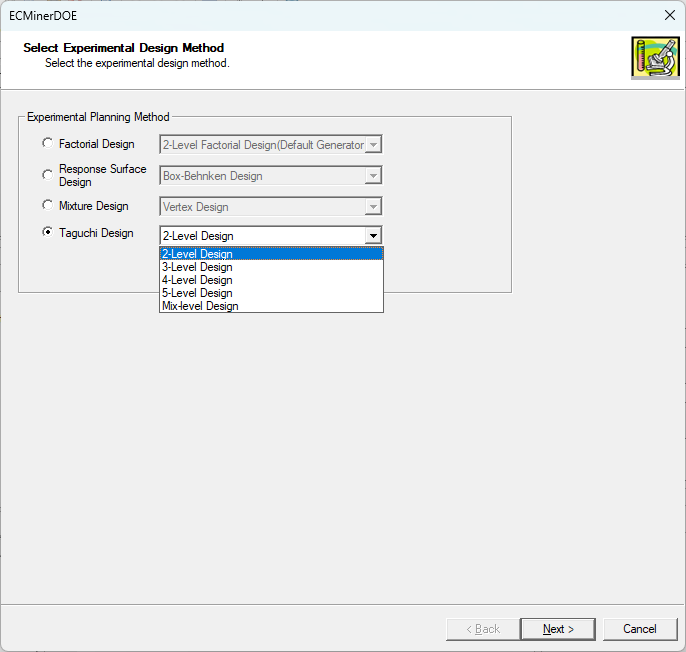 ECMinerDOE
Select Experimental Design Method
Select the experimental design method.
Experimental Planning Method
Factorial Design
2-Level Factorial Design(Default Generator
Response Surface
Design
Box-Behnken Design
Mixture Design
Vertex Design
Taguchi Design
2-Level Design
2-Level Design
3-Level Design
4-Level Design
5-Level Design
Mix-level Design
< Back
Next >
Cancel